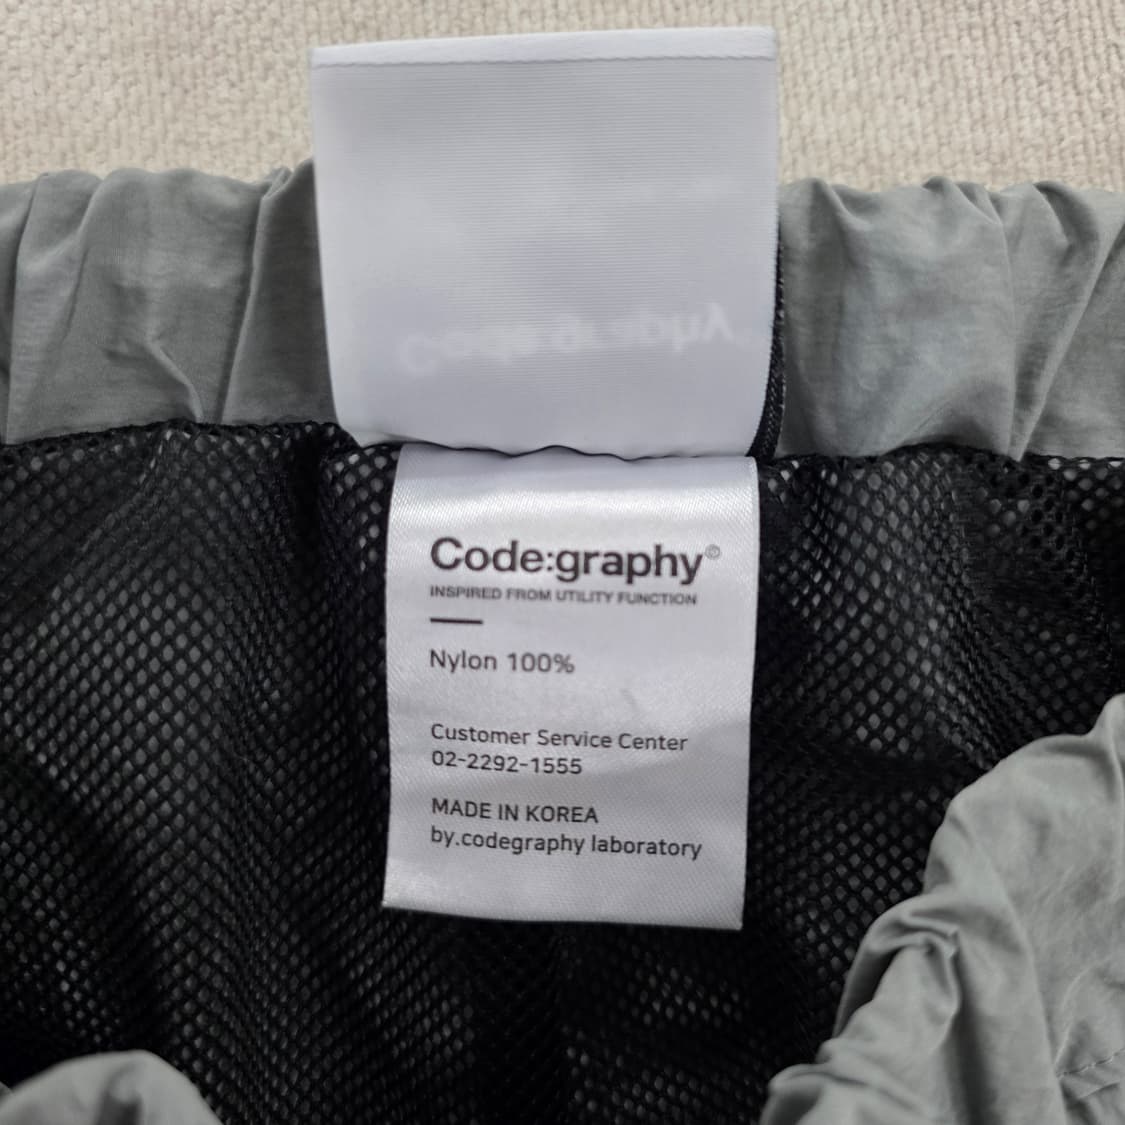 Code:graphy©
INSPIRED FROM UTILITY FUNCTION
Nylon 100%
Customer Service Center
02-2292-1555
MADE IN KOREA
by.codegraphy laboratory